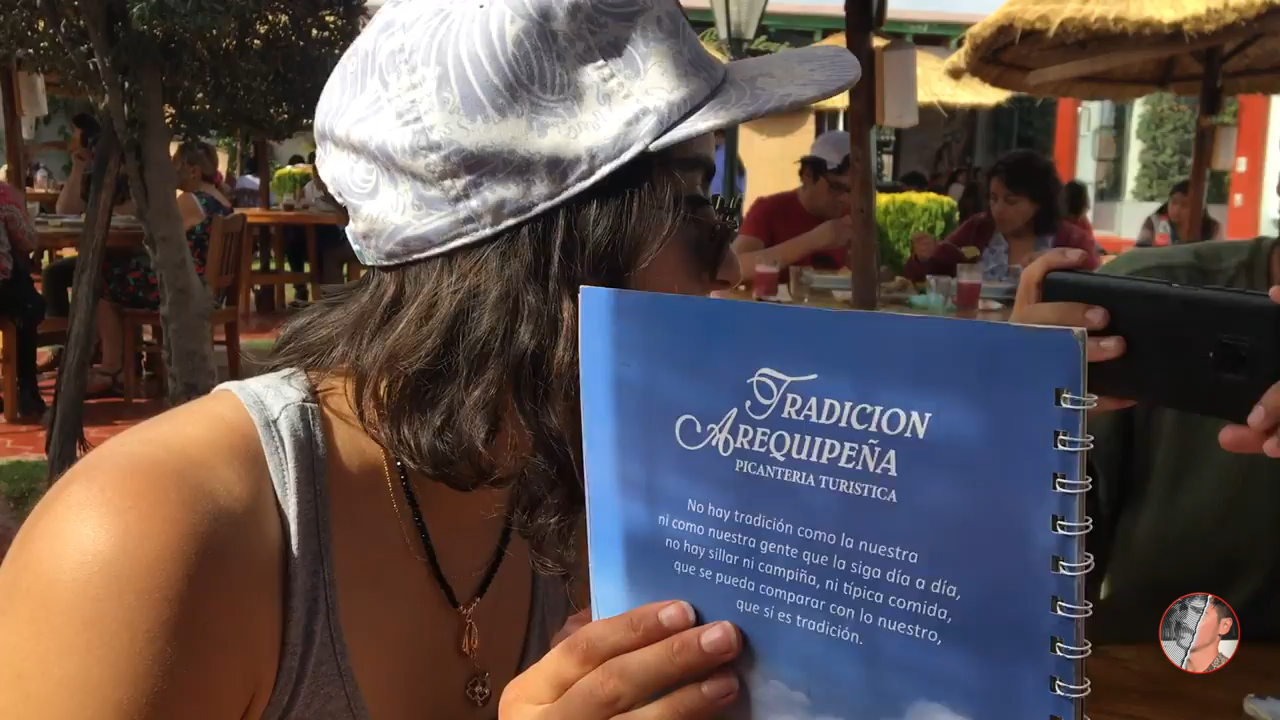 TRADICION
AREQUIPEÑA
PICANTERIA TURISTICA
No hay tradición como la nuestra
ni como nuestra gente que la siga día a día,
no hay sillar ni campiña, ni típica comida,
que se pueda comparar con lo nuestro,
que sí es tradición.